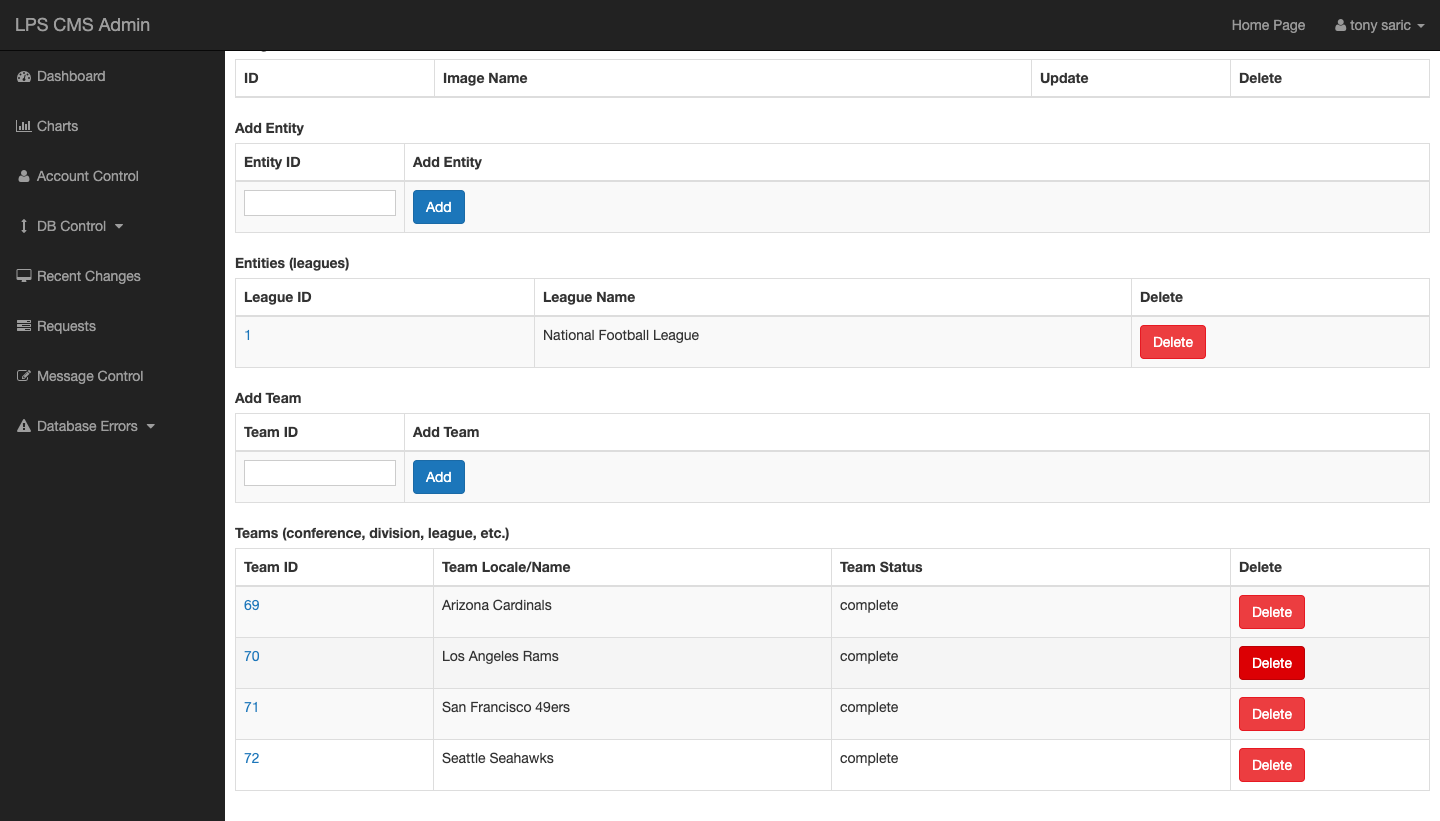 LPS CMS Admin
Home Page
tony saric
Dashboard
Charts
Account Control
DB Control
Recent Changes
Requests
Message Control
Database Errors
ID Image Name Update Delete
Add Entity
Entity ID Add Entity
Add
Entities (leagues)
League ID League Name Delete
1 National Football League Delete
Add Team
Team ID Add Team
Add
Teams (conference, division, league, etc.)
Team ID Team Locale/Name Team Status Delete
69 Arizona Cardinals complete Delete
70 Los Angeles Rams complete Delete
71 San Francisco 49ers complete Delete
72 Seattle Seahawks complete Delete